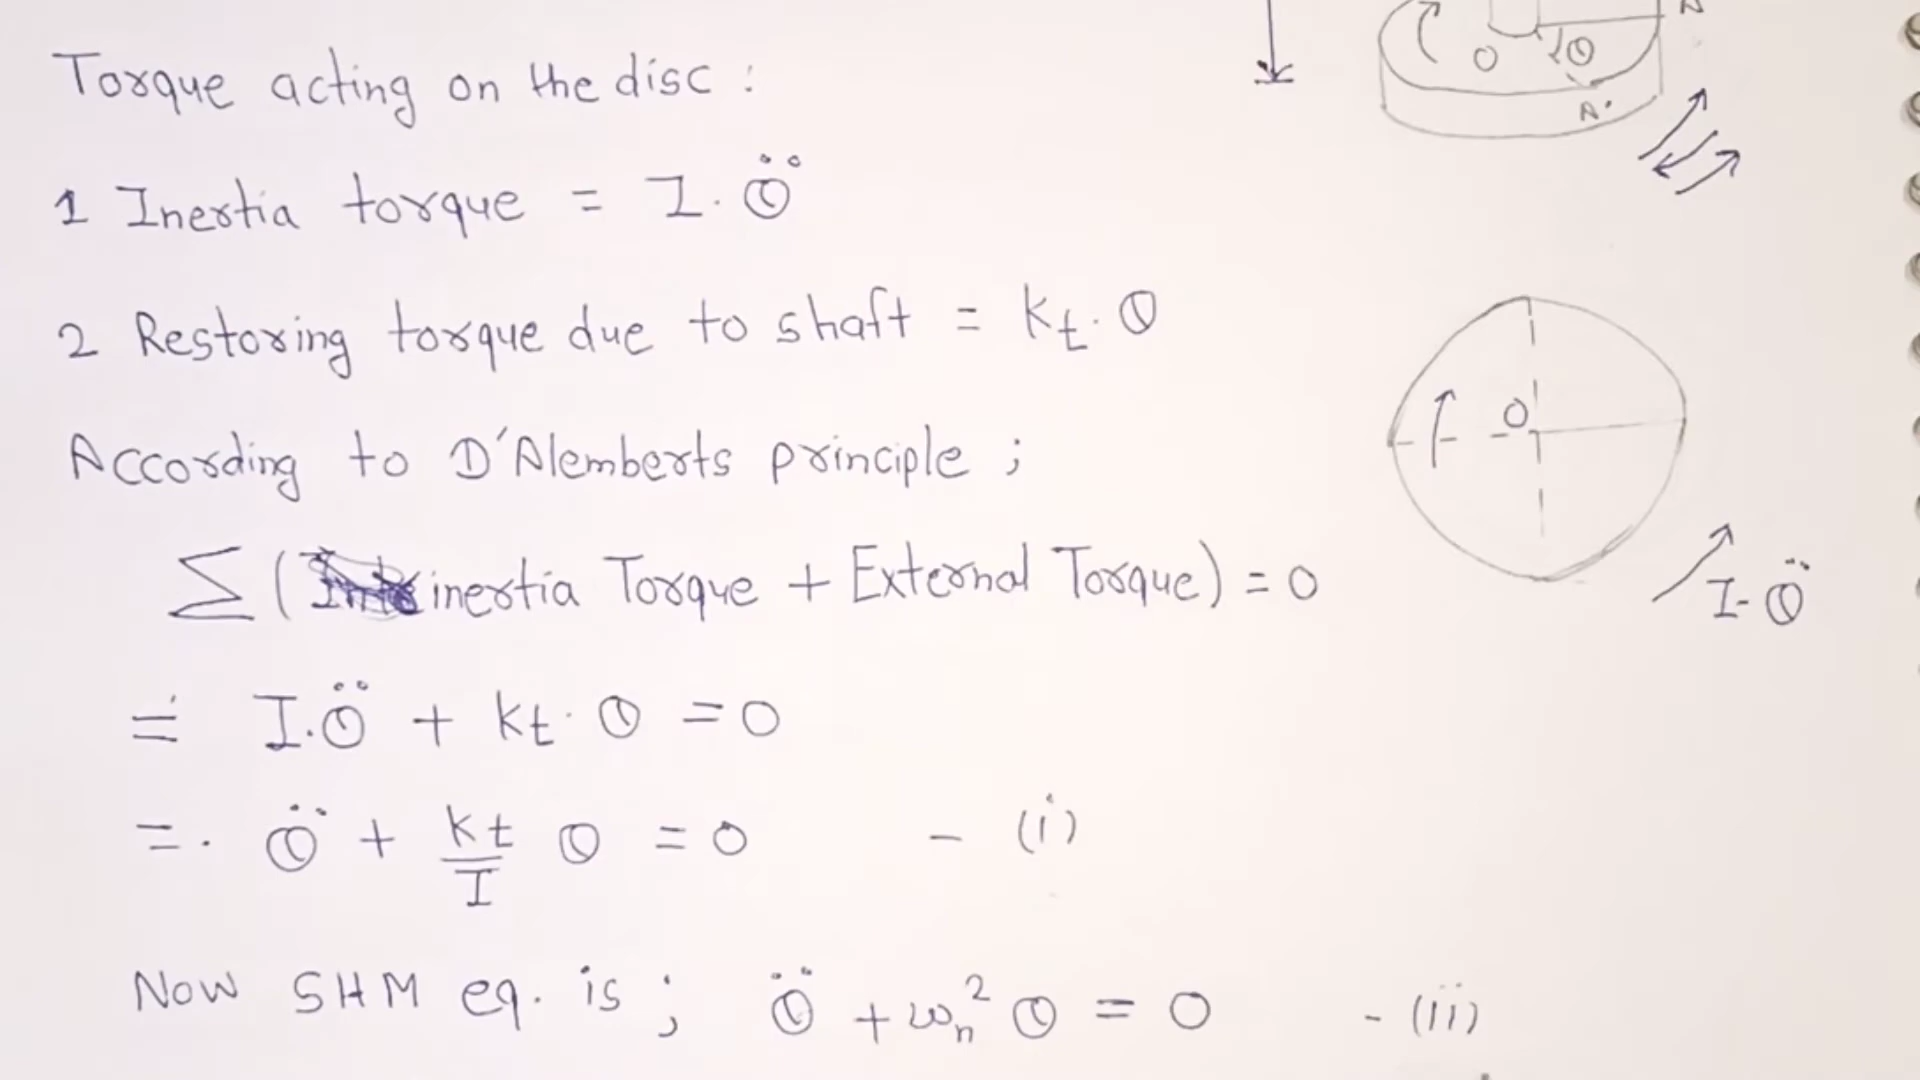 Torque acting on the disc :
1 Inertia torque = I. θ̈
2 Restoring torque due to shaft = kt. θ
According to D'Alemberts principle ;
Σ ( inertia Torque + External Torque) = 0
= I.θ̈ + kt. θ = 0
=. θ̈ + kt/I θ = 0 - (i)
Now SHM eq. is ; θ̈ + ωn² θ = 0 - (ii)
O θ
A'
O
I. θ̈